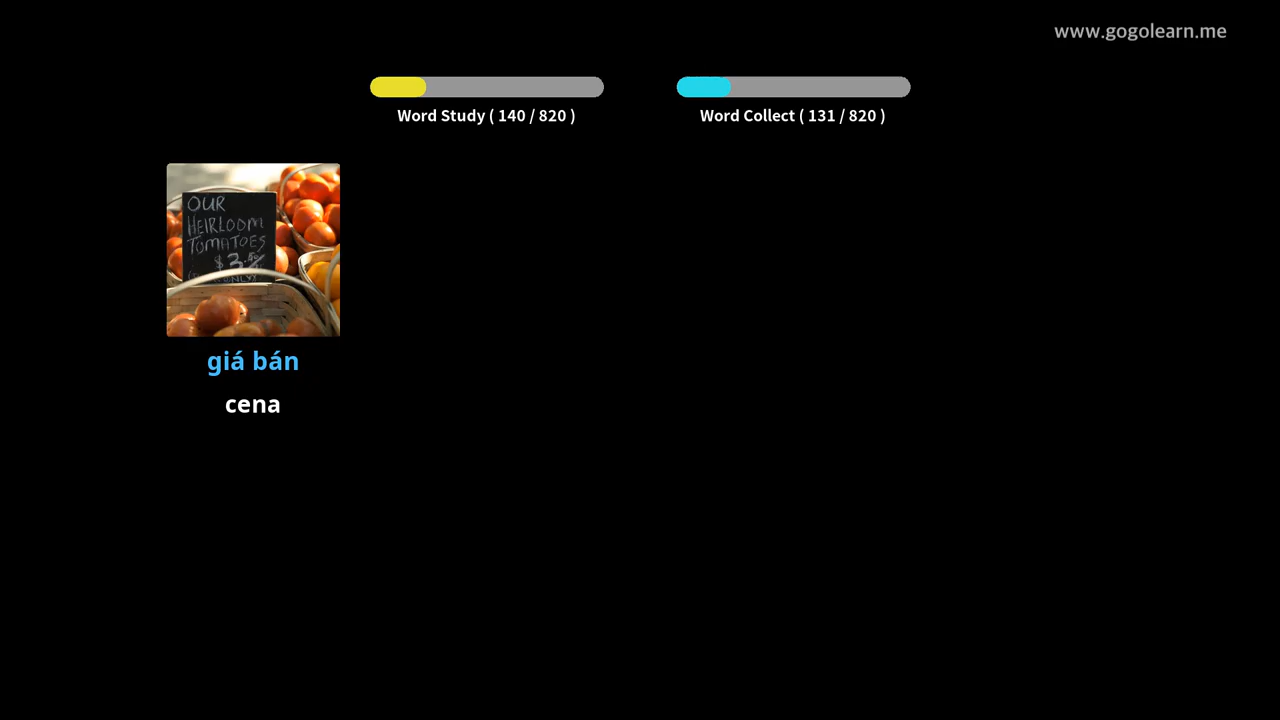 www.gogolearn.me
Word Study ( 140 / 820 )
Word Collect ( 131 / 820 )
OUR
HEIRLOOM
TOMATOES
giá bán
cena